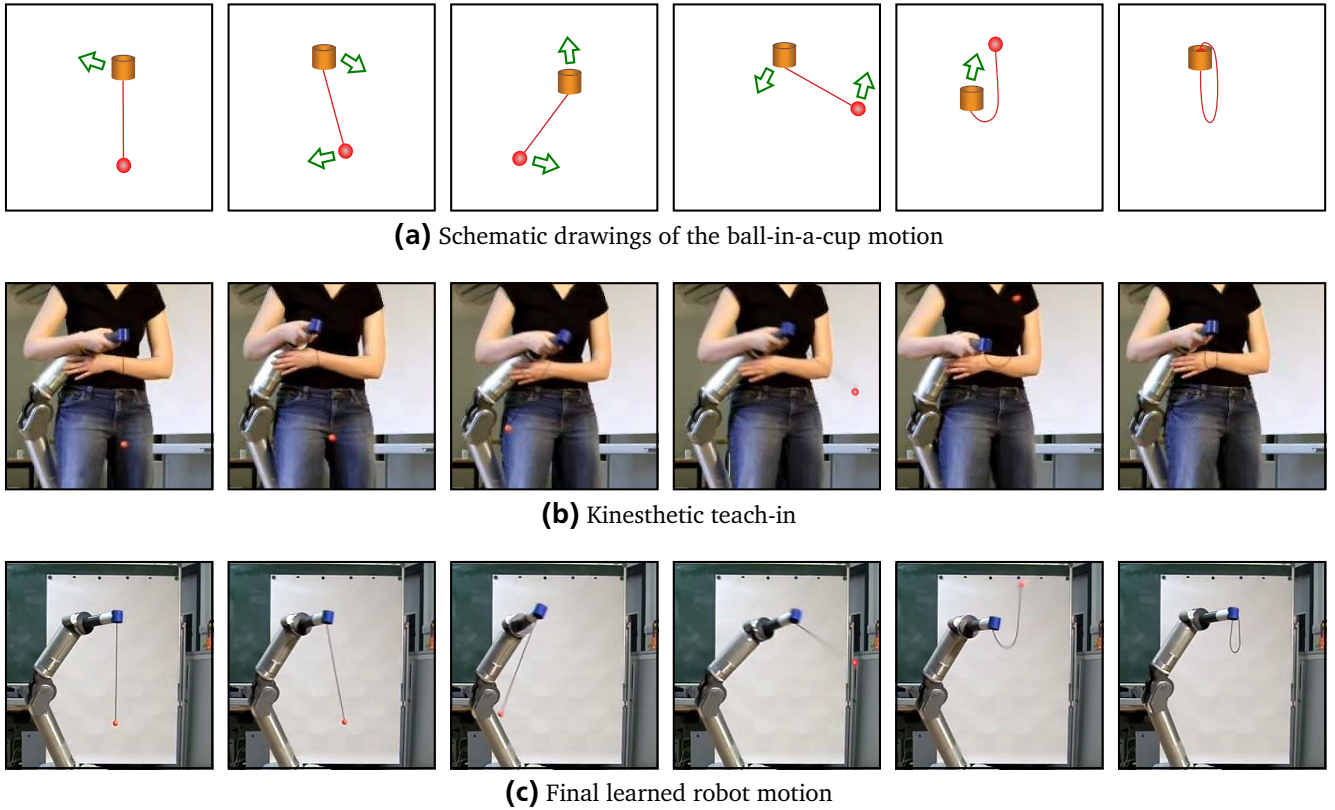 (a) Schematic drawings of the ball-in-a-cup motion
(b) Kinesthetic teach-in
(c) Final learned robot motion